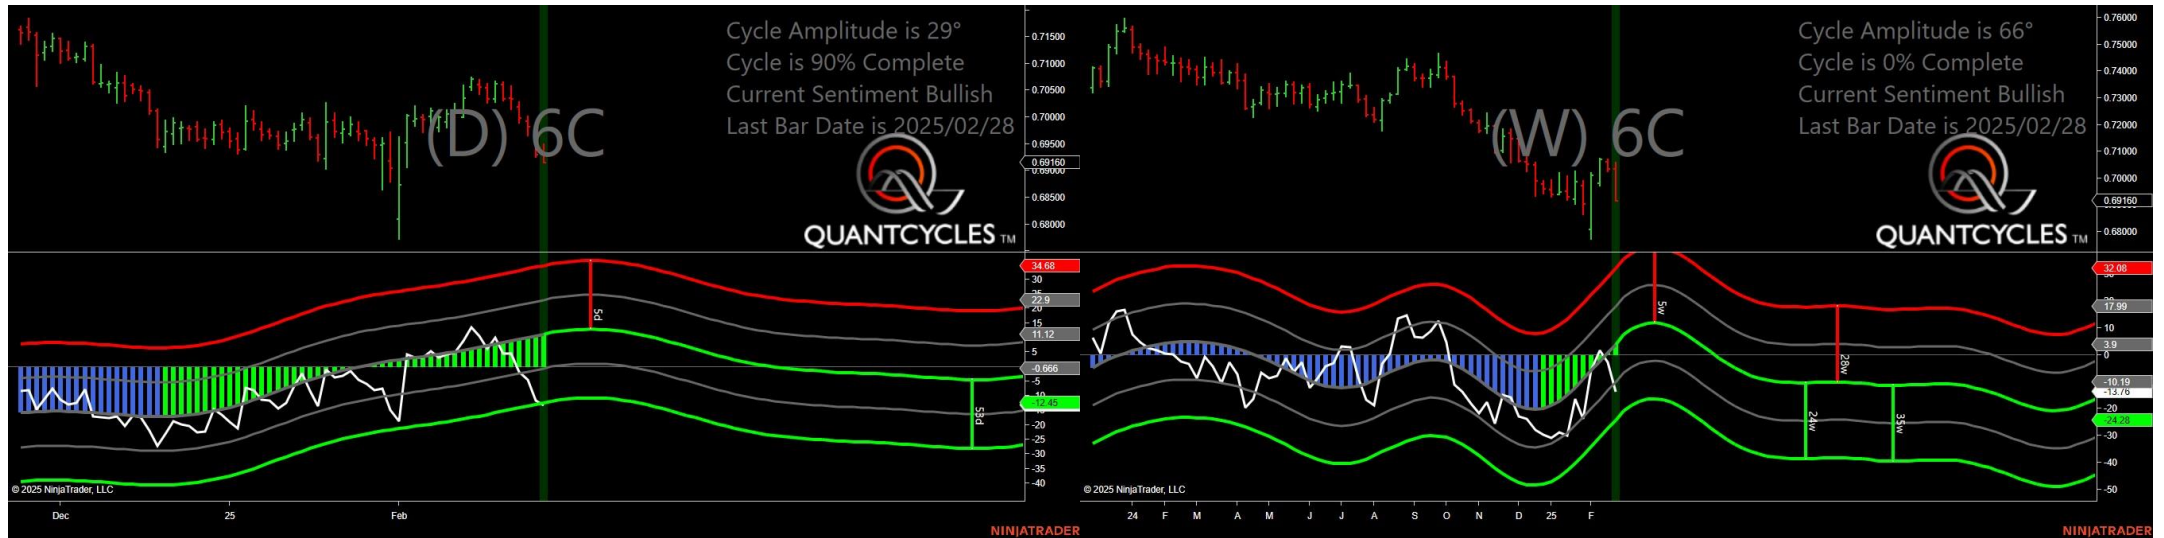 Cycle Amplitude is 29°
Cycle is 90% Complete
Current Sentiment Bullish
Last Bar Date is 2025/02/28
(D) 6C
QUANTCYCLES TM
0.71500
0.71000
0.70500
0.70000
0.69500
0.69160
0.69000
0.68500
0.68000
34.68
30
25
22.9
20
15
11.12
5
-0.666
-5
-12.45
-15
-20
-25
-30
-35
-40
5d
53d
© 2025 NinjaTrader, LLC
Dec
25
Feb
NINJATRADER
Cycle Amplitude is 66°
Cycle is 0% Complete
Current Sentiment Bullish
Last Bar Date is 2025/02/28
(W) 6C
QUANTCYCLES TM
0.76000
0.75000
0.74000
0.73000
0.72000
0.71000
0.70000
0.69160
0.68000
32.08
17.99
10
3.9
0
-10.19
-13.76
-20
-24.28
-30
-40
-50
5w
28w
24w
35w
© 2025 NinjaTrader, LLC
24 F M A M J J A S O N D 25 F
NINJATRADER